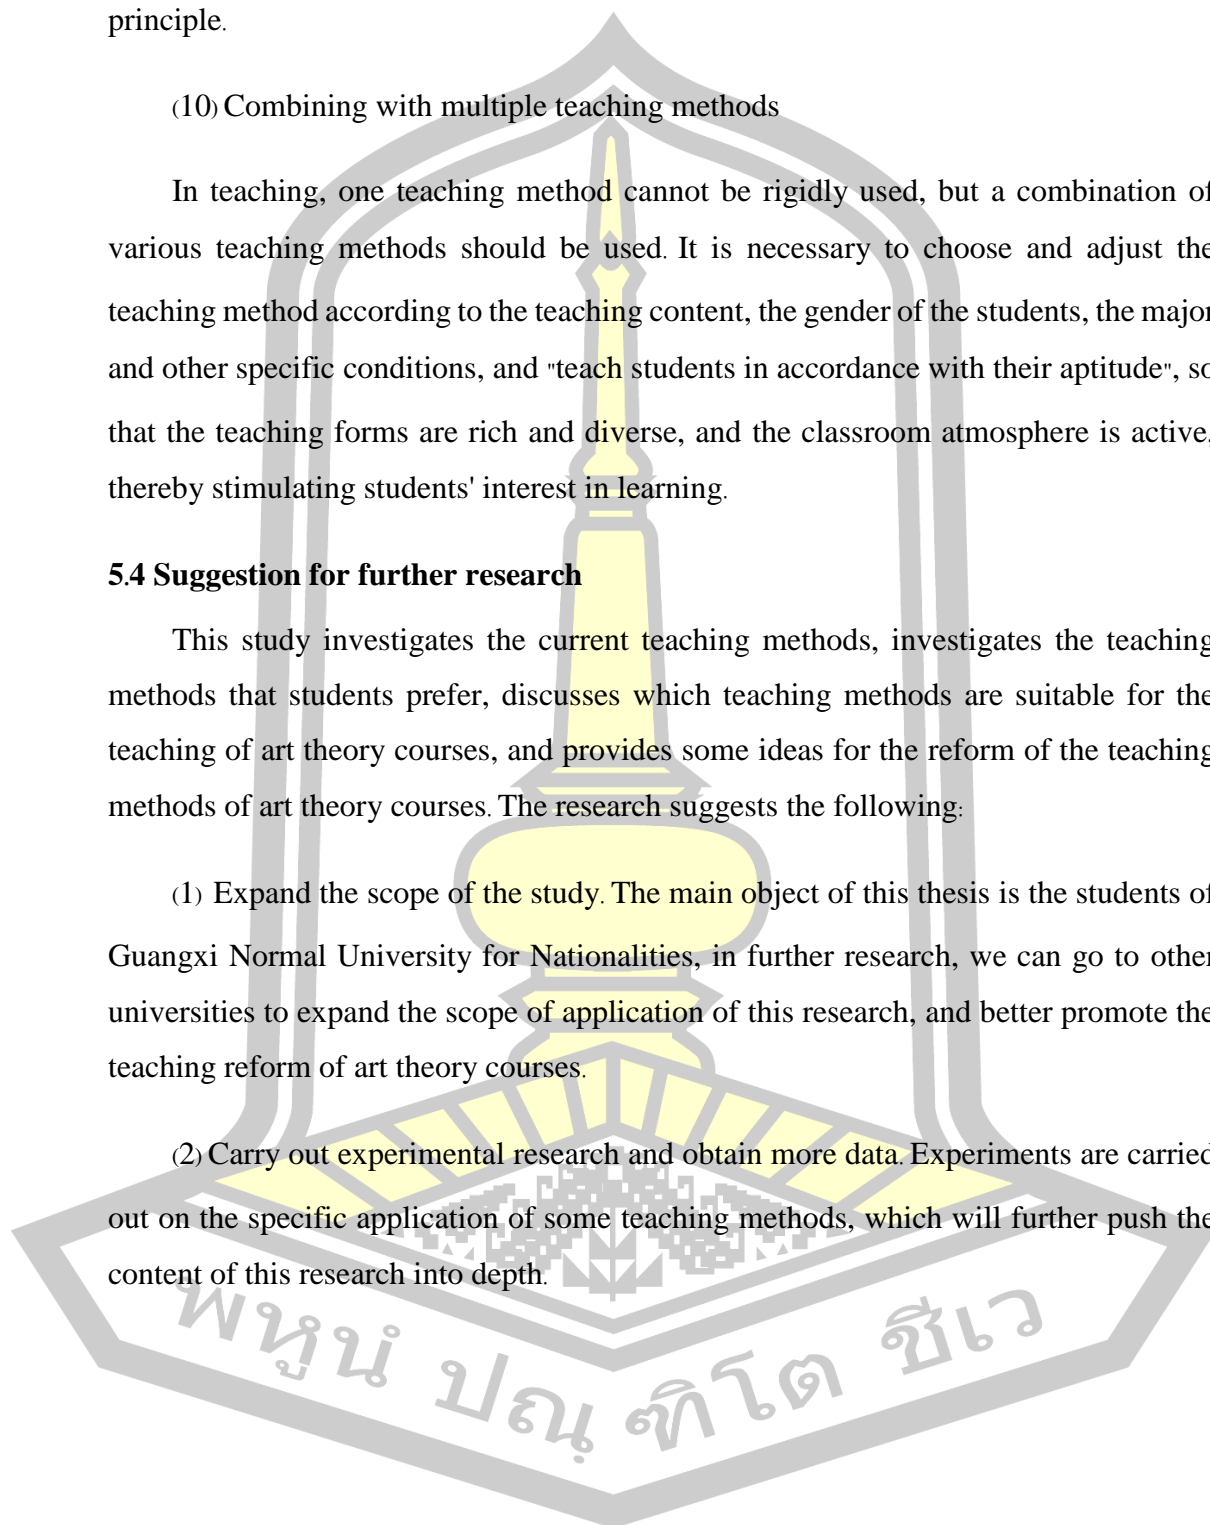 principle.
(10) Combining with multiple teaching methods
In teaching, one teaching method cannot be rigidly used, but a combination of
various teaching methods should be used. It is necessary to choose and adjust the
teaching method according to the teaching content, the gender of the students, the major
and other specific conditions, and "teach students in accordance with their aptitude", so
that the teaching forms are rich and diverse, and the classroom atmosphere is active,
thereby stimulating students' interest in learning.
5.4 Suggestion for further research
This study investigates the current teaching methods, investigates the teaching
methods that students prefer, discusses which teaching methods are suitable for the
teaching of art theory courses, and provides some ideas for the reform of the teaching
methods of art theory courses. The research suggests the following:
(1) Expand the scope of the study. The main object of this thesis is the students of
Guangxi Normal University for Nationalities, in further research, we can go to other
universities to expand the scope of application of this research, and better promote the
teaching reform of art theory courses.
(2) Carry out experimental research and obtain more data. Experiments are carried
out on the specific application of some teaching methods, which will further push the
content of this research into depth.
พหูนํ ปณฺฑิโต ชีเว